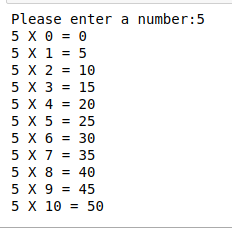 Please enter a number:5
5 X 0 = 0
5 X 1 = 5
5 X 2 = 10
5 X 3 = 15
5 X 4 = 20
5 X 5 = 25
5 X 6 = 30
5 X 7 = 35
5 X 8 = 40
5 X 9 = 45
5 X 10 = 50